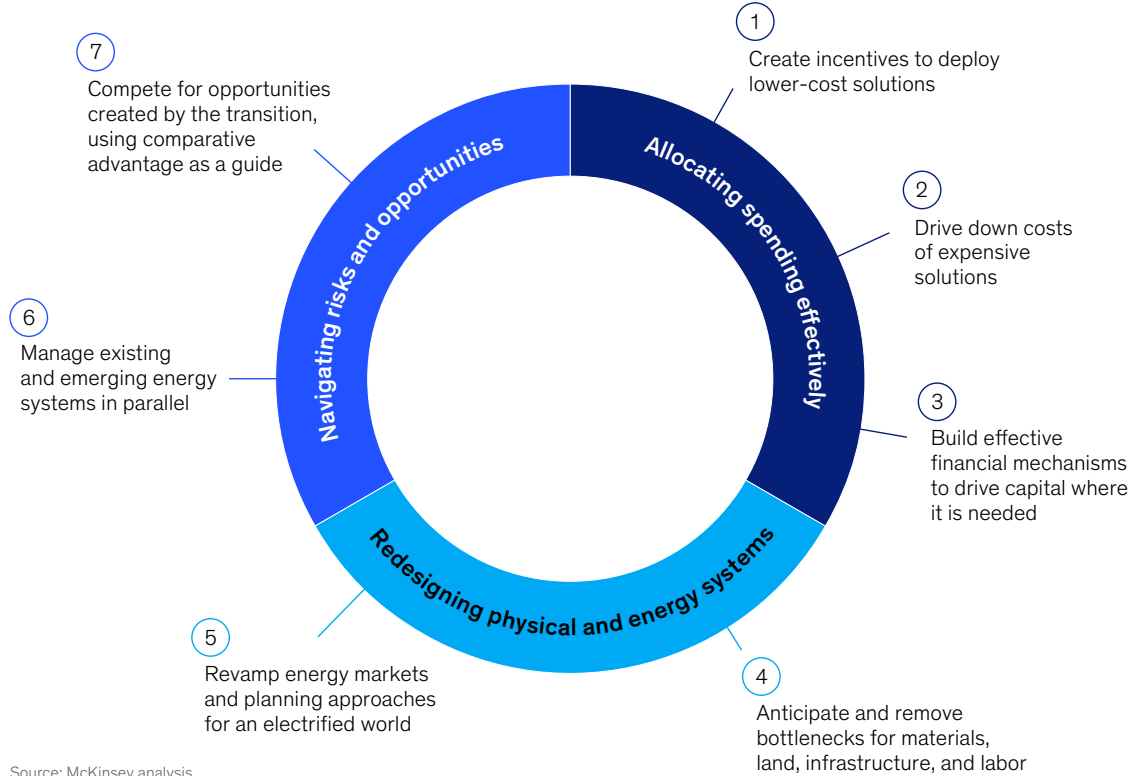 1
Create incentives to deploy
lower-cost solutions
2
Drive down costs
of expensive
solutions
3
Build effective
financial mechanisms
to drive capital where
it is needed
4
Anticipate and remove
bottlenecks for materials,
land, infrastructure, and labor
5
Revamp energy markets
and planning approaches
for an electrified world
6
Manage existing
and emerging energy
systems in parallel
7
Compete for opportunities
created by the transition,
using comparative
advantage as a guide
Allocating spending effectively
Redesigning physical and energy systems
Navigating risks and opportunities
Source: McKinsey analysis